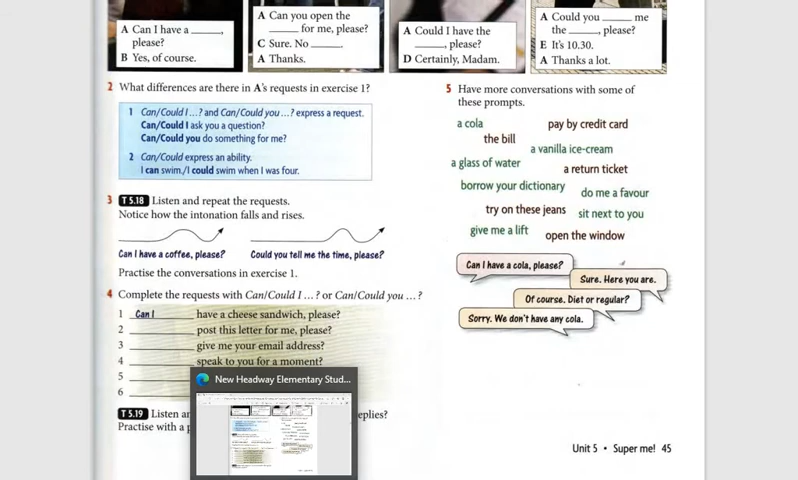 A Can I have a ______,
please?
B Yes, of course.
A Can you open the
______ for me, please?
C Sure. No ______.
A Thanks.
A Could I have the
______, please?
D Certainly, Madam.
A Could you ______ me
the ______, please?
E It's 10.30.
A Thanks a lot.
2 What differences are there in A's requests in exercise 1?
1 Can/Could I ...? and Can/Could you ...? express a request.
Can/Could I ask you a question?
Can/Could you do something for me?
2 Can/Could express an ability.
I can swim./I could swim when I was four.
3 T 5.18 Listen and repeat the requests.
Notice how the intonation falls and rises.
Can I have a coffee, please? Could you tell me the time, please?
Practise the conversations in exercise 1.
4 Complete the requests with Can/Could I ... ? or Can/Could you ... ?
1 Can I have a cheese sandwich, please?
2 ______ post this letter for me, please?
3 ______ give me your email address?
4 ______ speak to you for a moment?
5 ______
6 ______
T 5.19 Listen an
eplies?
Practise with a p
New Headway Elementary Stud...
5 Have more conversations with some of
these prompts.
a cola pay by credit card
the bill
a vanilla ice-cream
a glass of water
a return ticket
borrow your dictionary
do me a favour
try on these jeans
sit next to you
give me a lift
open the window
Can I have a cola, please?
Sure. Here you are.
Of course. Diet or regular?
Sorry. We don't have any cola.
Unit 5 • Super me! 45